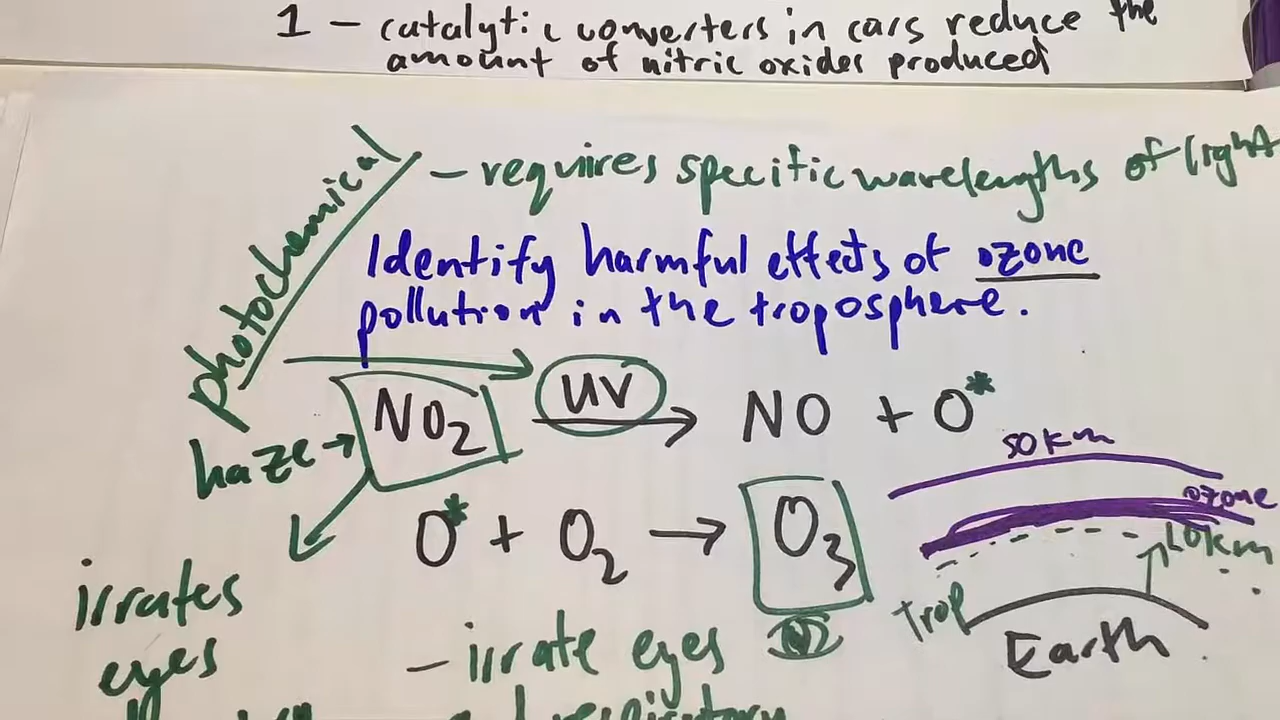 1 – catalytic converters in cars reduce the
amount of nitric oxides produced
photochemical
– requires specific wavelengths of light
Identify harmful effects of ozone
pollution in the troposphere.
haze →
NO₂ UV → NO + O*
O* + O₂ → O₃
50km
ozone
10km
trop
Earth
irrates
eyes
– irrate eyes
respiratory